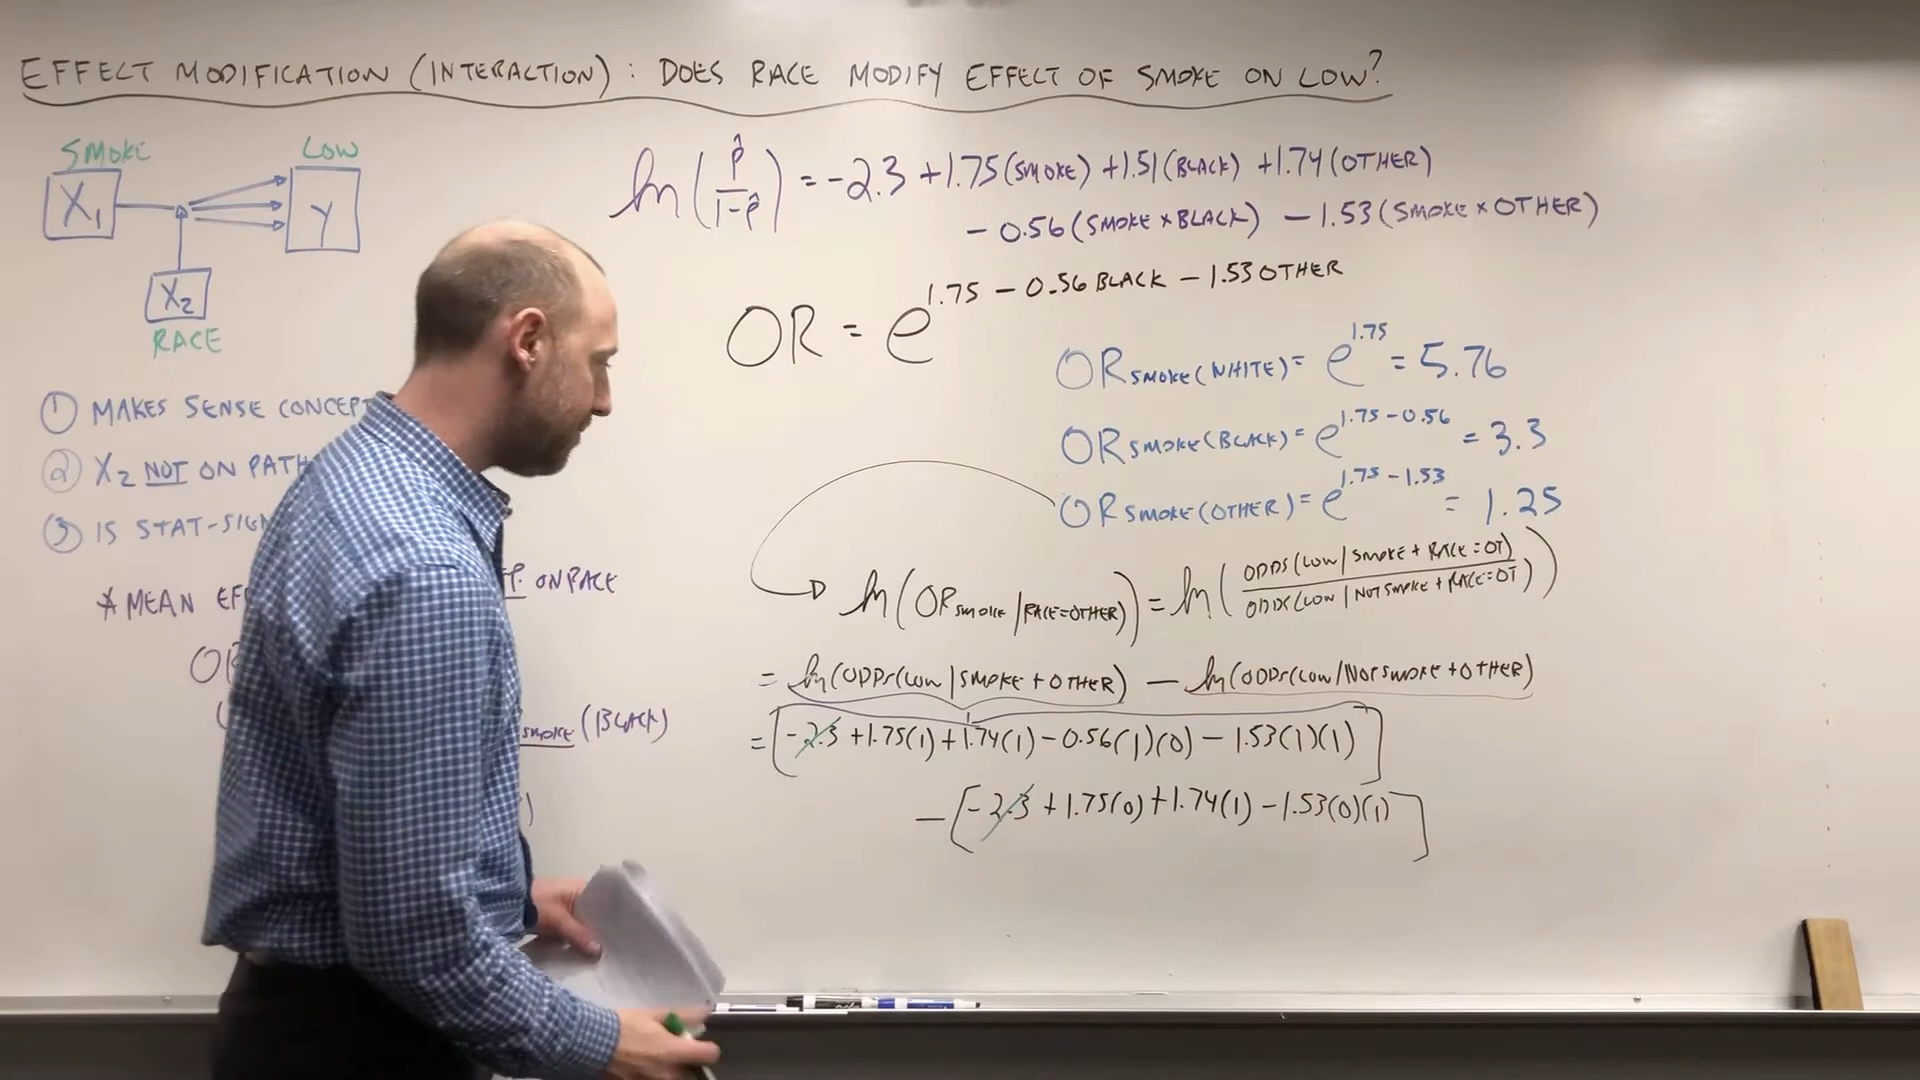 EFFECT MODIFICATION (INTERACTION) : DOES RACE MODIFY EFFECT OF SMOKE ON LOW?
SMOKE
LOW
X₁
Y
X₂
RACE
① MAKES SENSE
② X₂ NOT ON
③ IS
* MEAN
ON RACE
SMOKE (BLACK)
ln(p̂/1-p̂) = -2.3 +1.75(SMOKE) +1.51(BLACK) +1.74(OTHER)
- 0.56(SMOKE×BLACK) - 1.53(SMOKE×OTHER)
OR = e^1.75 - 0.56 BLACK - 1.53 OTHER
OR SMOKE(WHITE) = e^1.75 = 5.76
OR SMOKE(BLACK) = e^1.75 - 0.56 = 3.3
OR SMOKE(OTHER) = e^1.75 - 1.53 = 1.25
ln(OR SMOKE | RACE=OTHER) = ln(ODDS(LOW | SMOKE + RACE=OT) / ODDS(LOW | NOT SMOKE + RACE=OT))
= ln(ODDS(LOW | SMOKE + OTHER) - ln(ODDS(LOW | NOT SMOKE + OTHER)
= [-2.3 +1.75(1) +1.74(1) -0.56(1)(0) - 1.53(1)(1)]
- [-2.3 +1.75(0) +1.74(1) -1.53(0)(1)]